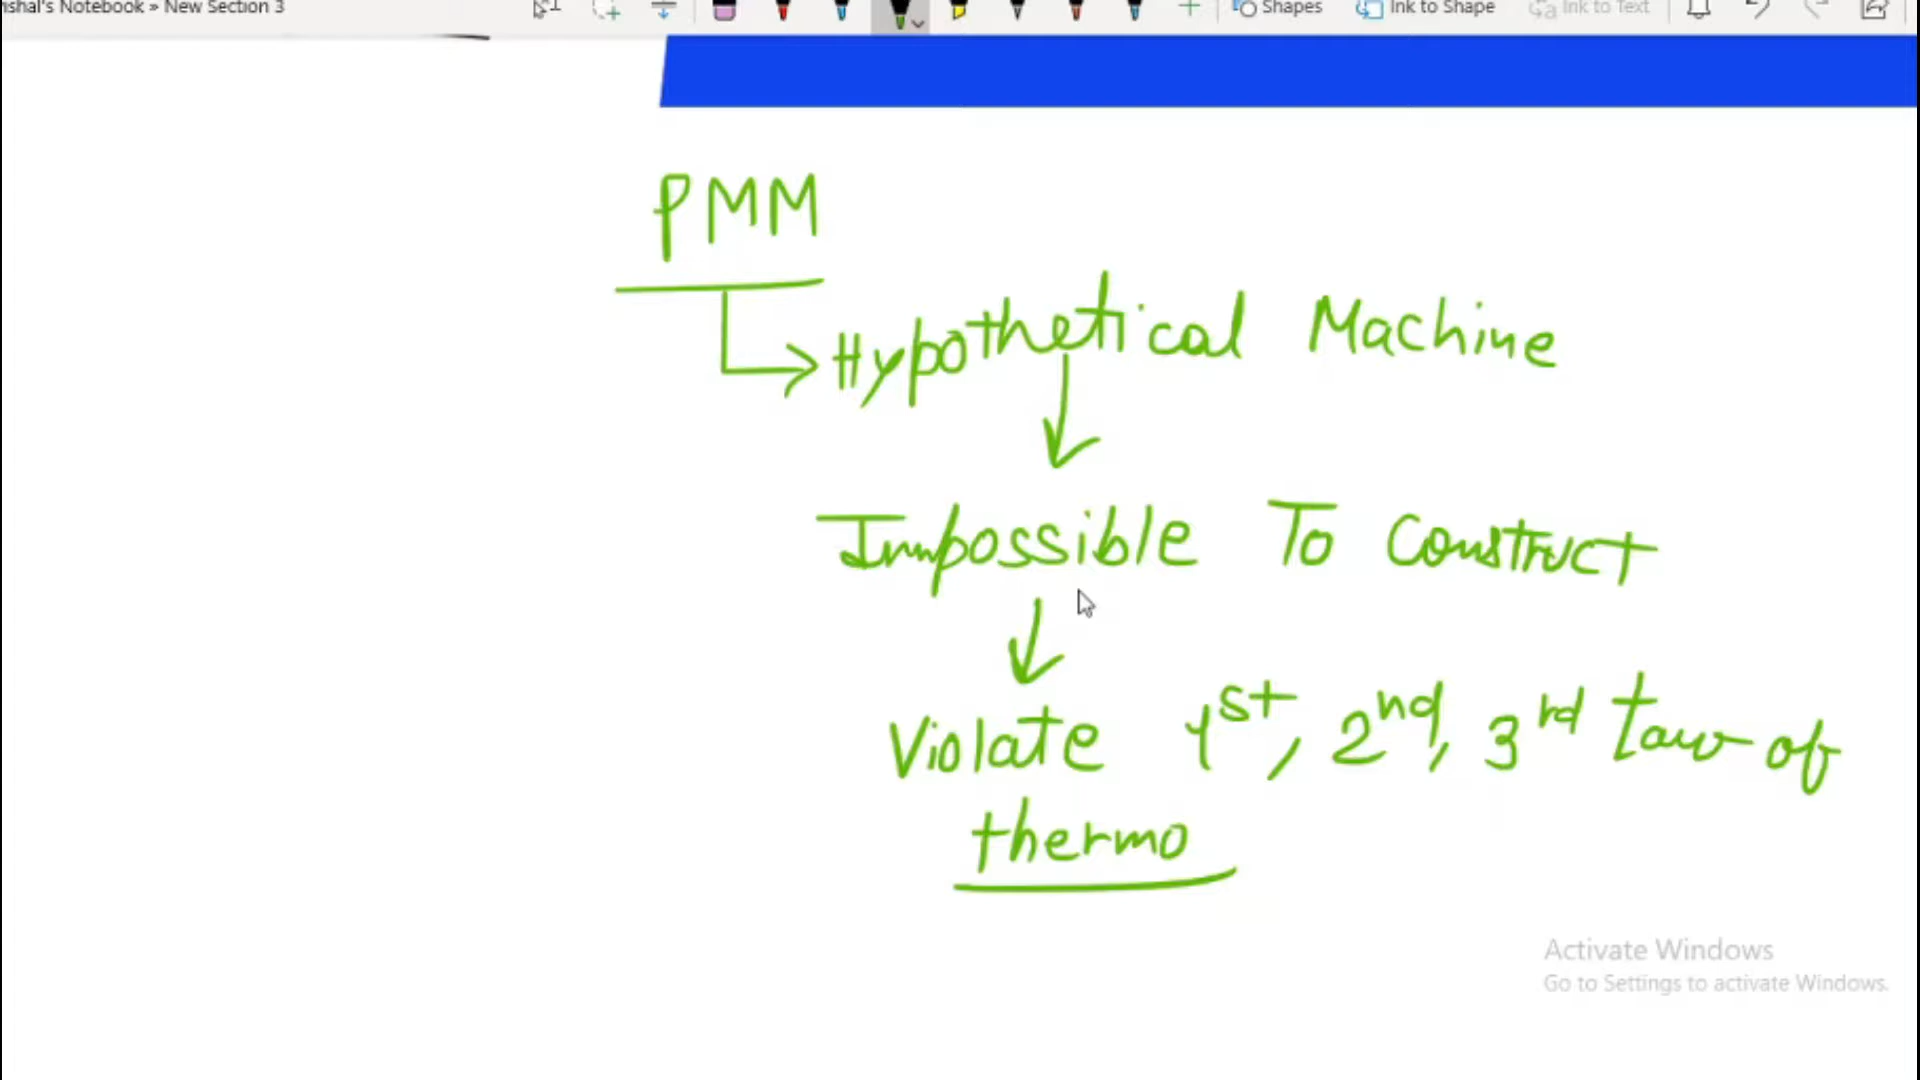 nshal's Notebook » New Section 3
Shapes Ink to Shape Ink to Text
PMM
Hypothetical Machine
Impossible To Construct
Violate 1st, 2nd, 3rd law of
thermo
Activate Windows
Go to Settings to activate Windows.